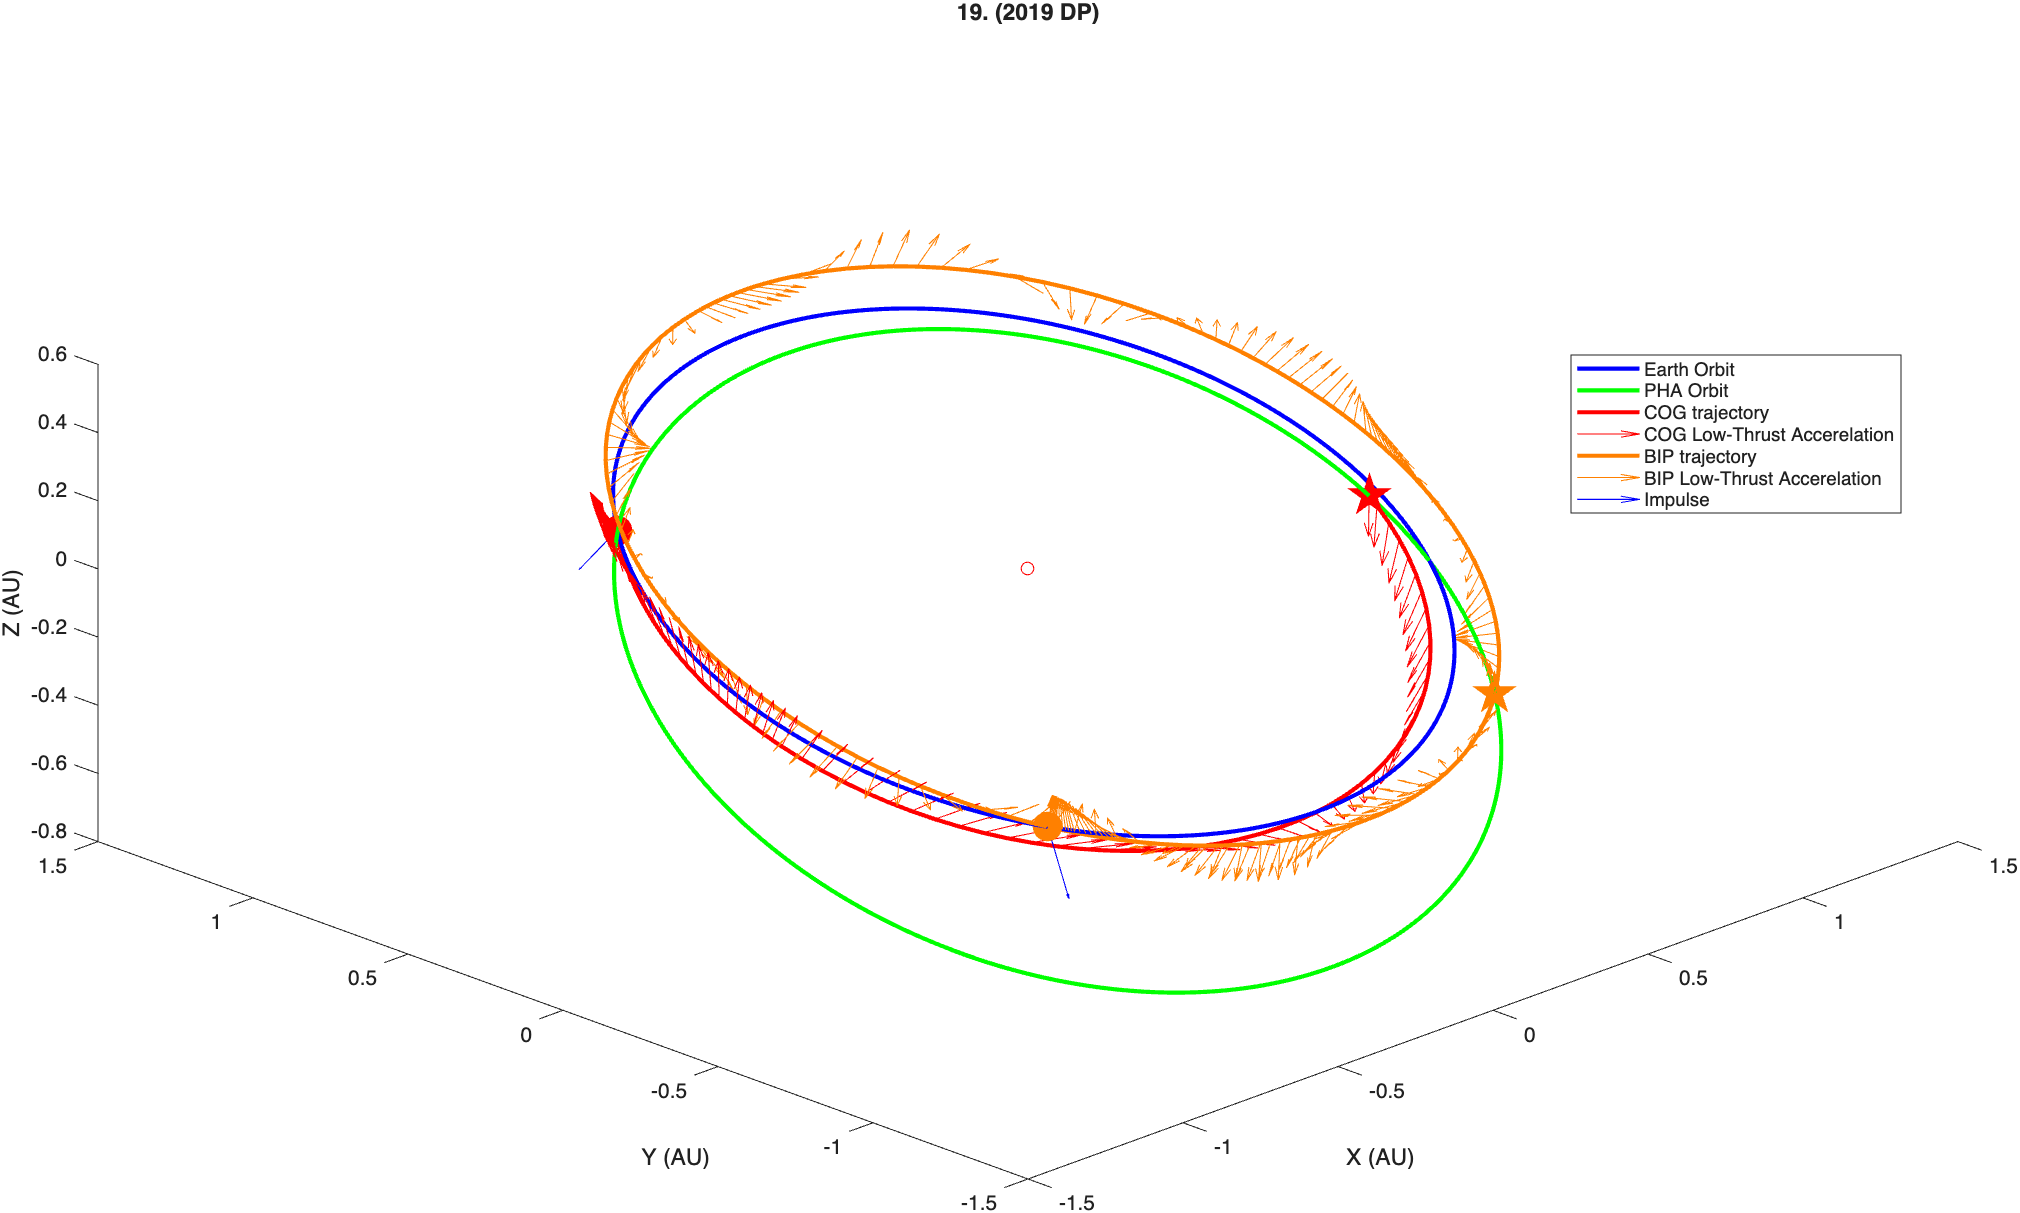 19. (2019 DP)
Earth Orbit
PHA Orbit
COG trajectory
COG Low-Thrust Accerelation
BIP trajectory
BIP Low-Thrust Accerelation
Impulse
0.6
0.4
0.2
0
-0.2
-0.4
-0.6
-0.8
Z (AU)
1.5
1
0.5
0
-0.5
-1
-1.5
Y (AU)
-1.5
-1
-0.5
0
0.5
1
1.5
X (AU)